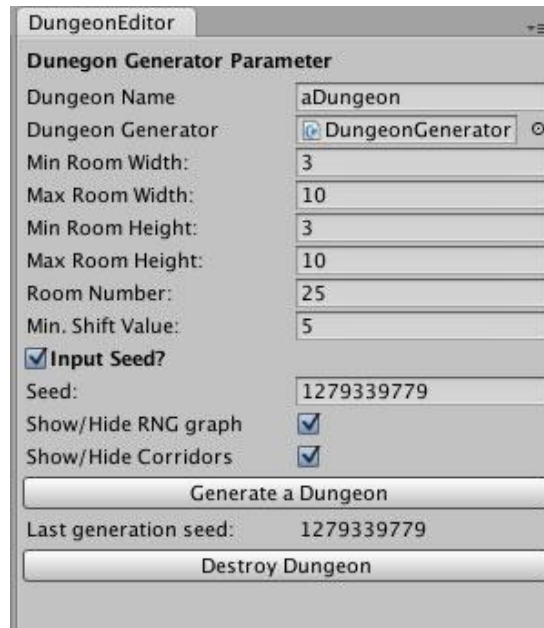 DungeonEditor
Dunegon Generator Parameter
Dungeon Name aDungeon
Dungeon Generator DungeonGenerator
Min Room Width: 3
Max Room Width: 10
Min Room Height: 3
Max Room Height: 10
Room Number: 25
Min. Shift Value: 5
Input Seed?
Seed: 1279339779
Show/Hide RNG graph
Show/Hide Corridors
Generate a Dungeon
Last generation seed: 1279339779
Destroy Dungeon